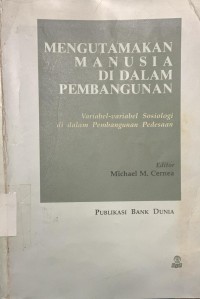 MENGUTAMAKAN
MANUSIA
DI DALAM
PEMBANGUNAN
Variabel-variabel Sosiologi
di dalam Pembangunan Pedesaan
Editor
Michael M. Cernea
PUBLIKASI BANK DUNIA